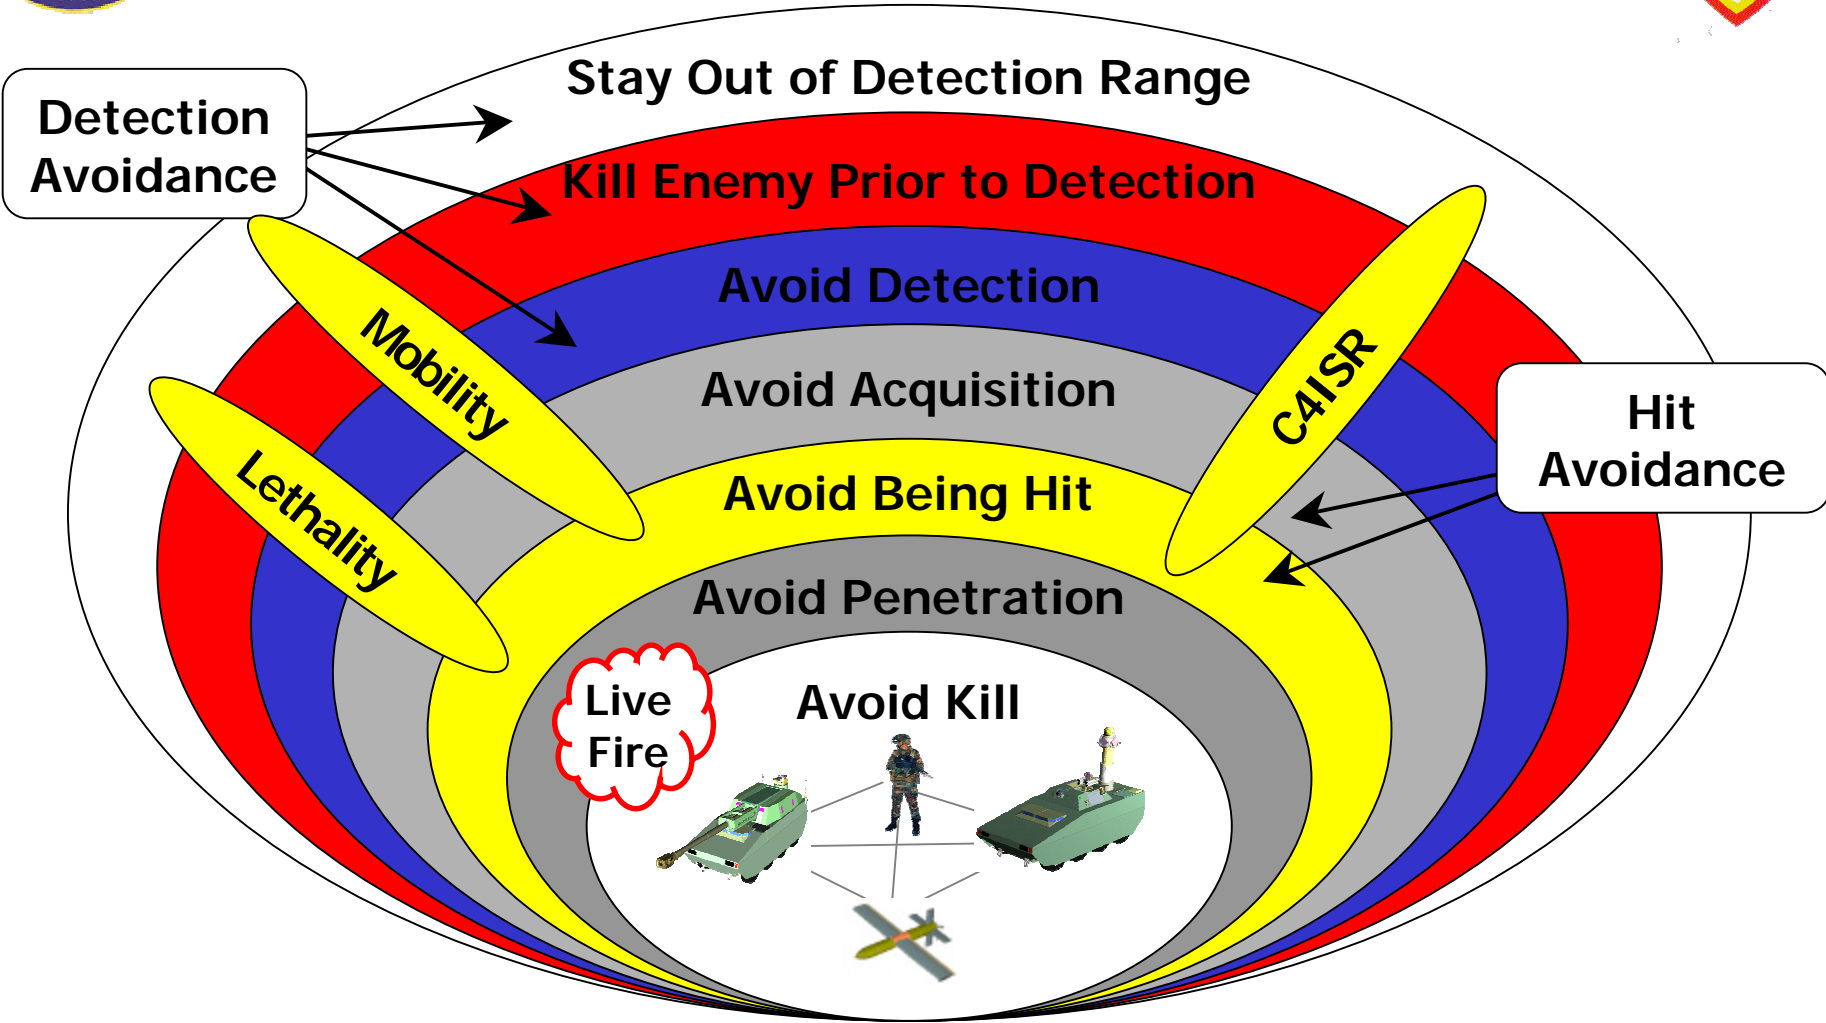 Stay Out of Detection Range
Detection
Avoidance
Kill Enemy Prior to Detection
Avoid Detection
Mobility
C4ISR
Avoid Acquisition
Hit
Avoidance
Lethality
Avoid Being Hit
Avoid Penetration
Live
Fire
Avoid Kill